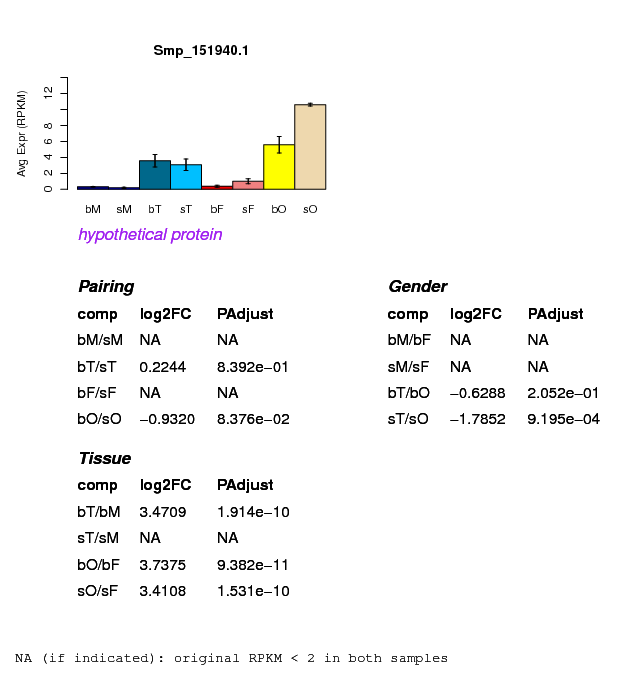 Smp_151940.1
Avg Expr (RPKM)
12
8
6
4
2
0
bM sM bT sT bF sF bO sO
hypothetical protein
Pairing
comp log2FC PAdjust
bM/sM NA NA
bT/sT 0.2244 8.392e−01
bF/sF NA NA
bO/sO −0.9320 8.376e−02
Gender
comp log2FC PAdjust
bM/bF NA NA
sM/sF NA NA
bT/bO −0.6288 2.052e−01
sT/sO −1.7852 9.195e−04
Tissue
comp log2FC PAdjust
bT/bM 3.4709 1.914e−10
sT/sM NA NA
bO/bF 3.7375 9.382e−11
sO/sF 3.4108 1.531e−10
NA (if indicated): original RPKM < 2 in both samples